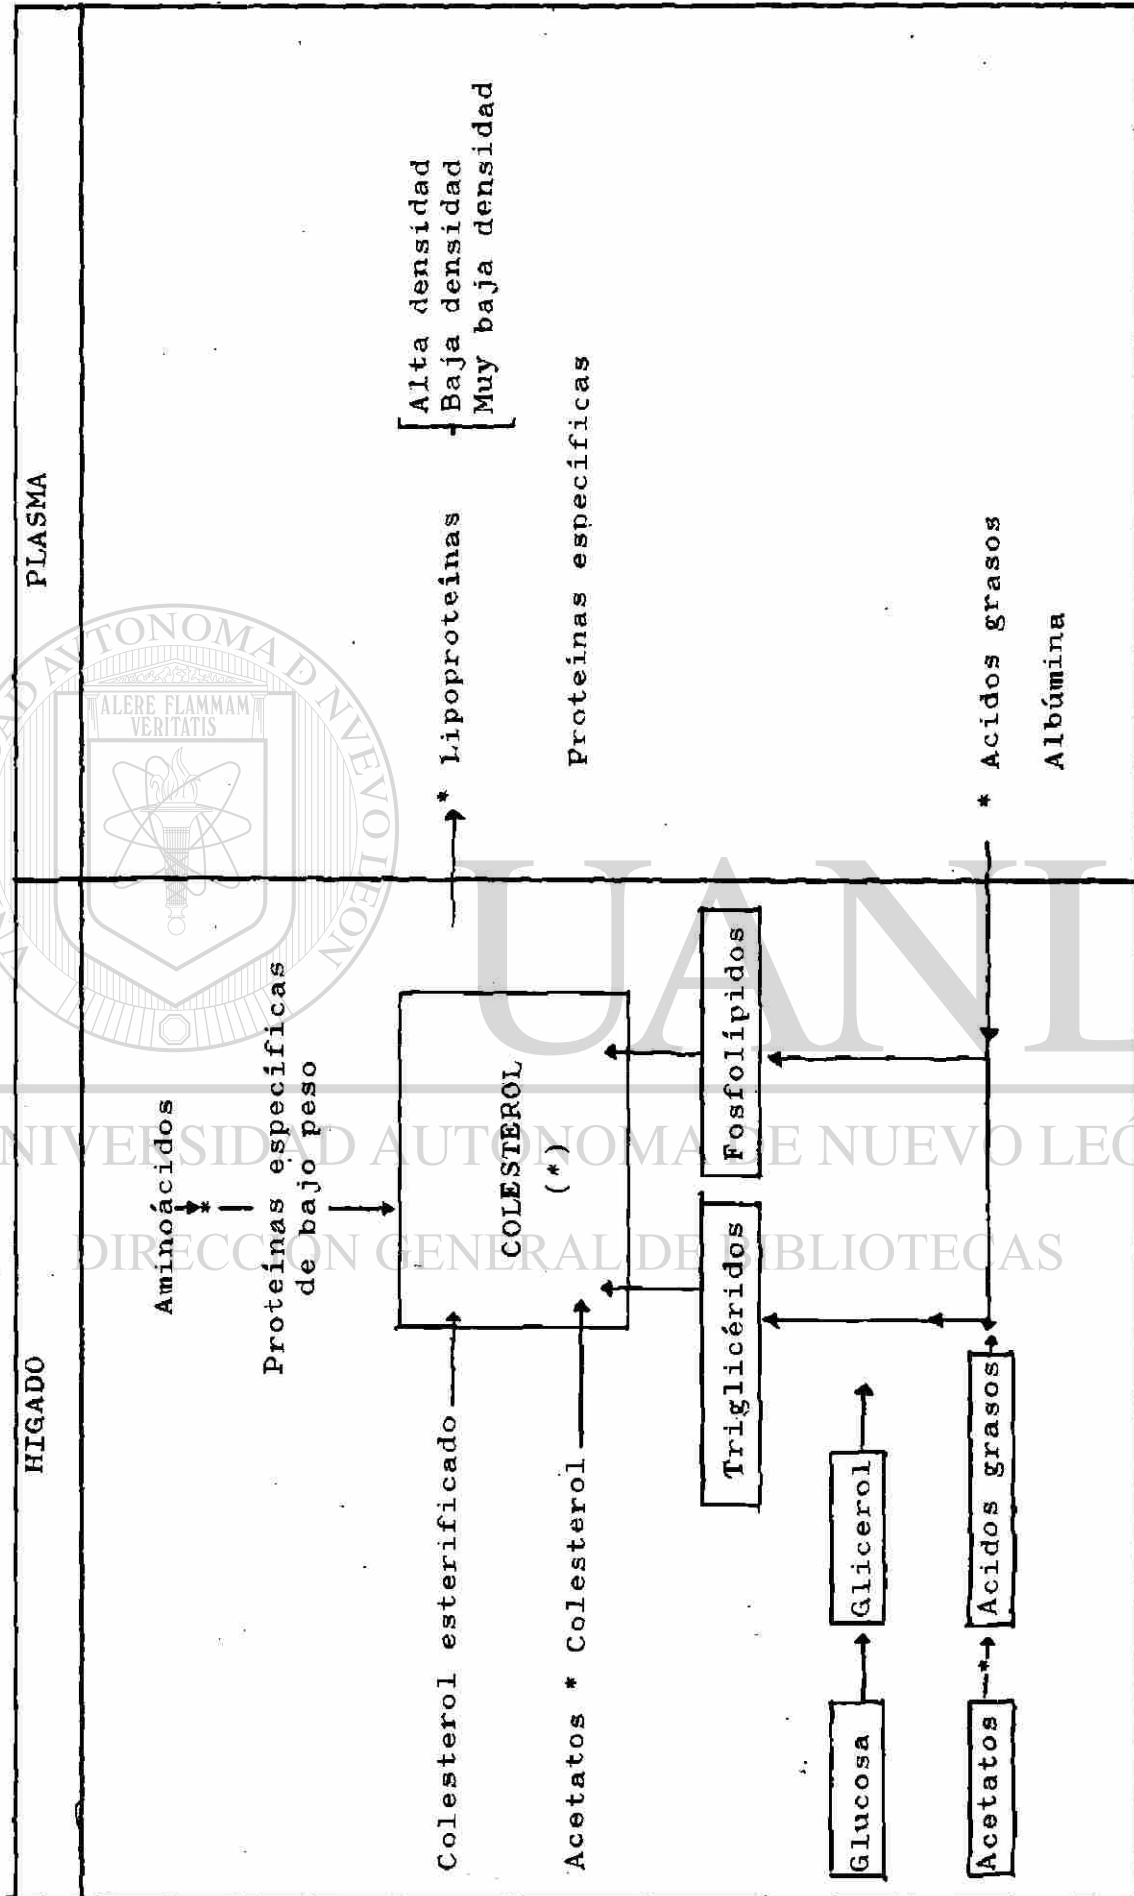 HIGADO
PLASMA
Aminoácidos
*
Proteínas específicas
de bajo peso
Colesterol esterificado
COLESTEROL
(*)
Acetatos * Colesterol
* Lipoproteínas
Alta densidad
Baja densidad
Muy baja densidad
Proteínas específicas
Triglicéridos
Fosfolípidos
Glucosa
Glicerol
Acetatos
*
Acidos grasos
* Acidos grasos
Albúmina
ALERE FLAMMAM
VERITATIS
UANL
UNIVERSIDAD AUTÓNOMA DE NUEVO LEÓN
DIRECCIÓN GENERAL DE BIBLIOTECAS